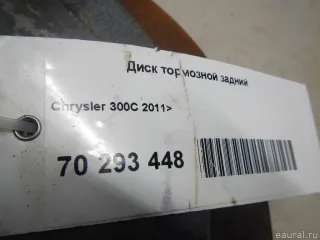 Диск тормозной задний
Chrysler 300C 2011>
70 293 448
eaural.ru